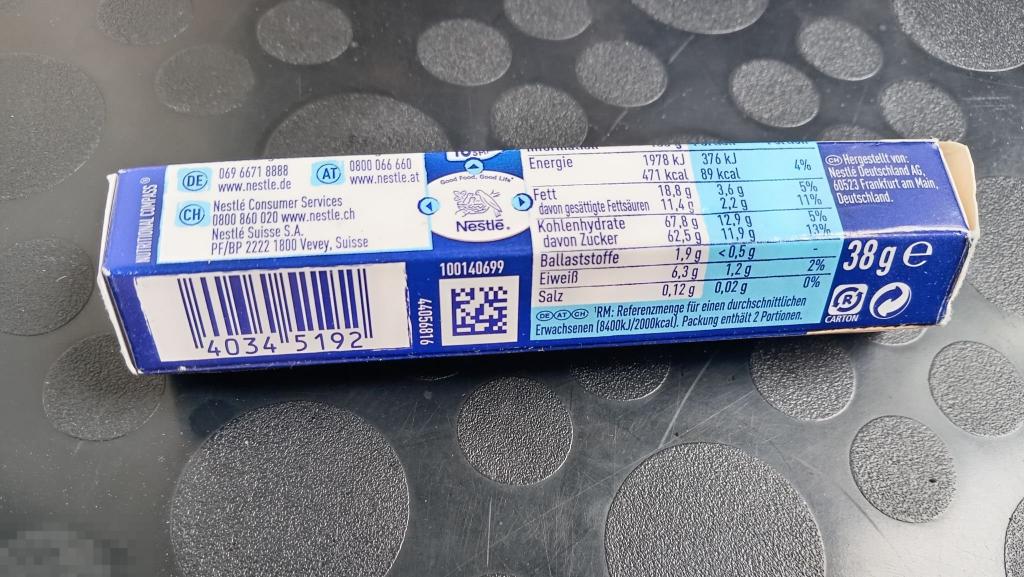 NUTRITIONAL COMPASS®
DE 069 6671 8888
www.nestle.de
AT 0800 066 660
www.nestle.at
CH Nestlé Consumer Services
0800 860 020 www.nestle.ch
Nestlé Suisse S.A.
PF/BP 2222 1800 Vevey, Suisse
Good Food, Good Life®
Nestlé®
Energie 1978 kJ 376 kJ
471 kcal 89 kcal 4%
Fett 18,8 g 3,6 g 5%
davon gesättigte Fettsäuren 11,4 g 2,2 g 11%
Kohlenhydrate 67,8 g 12,9 g 5%
davon Zucker 62,5 g 11,9 g 13%
Ballaststoffe 1,9 g <0,5 g -
Eiweiß 6,3 g 1,2 g 2%
Salz 0,12 g 0,02 g 0%
DE AT CH ¹RM: Referenzmenge für einen durchschnittlichen
Erwachsenen (8400kJ/2000kcal). Packung enthält 2 Portionen.
CH Hergestellt von:
Nestlé Deutschland AG,
60523 Frankfurt am Main,
Deutschland.
38 g e
R
CARTON
4034 5192
100140699
44056916